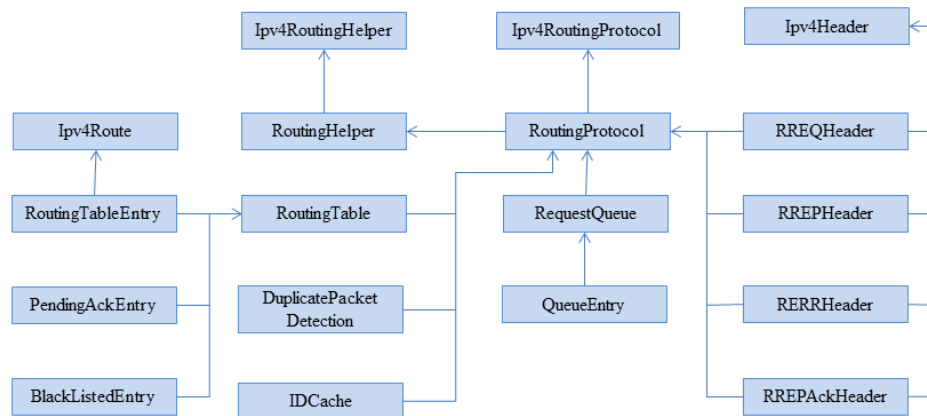 Ipv4RoutingHelper
Ipv4RoutingProtocol
Ipv4Header
Ipv4Route
RoutingHelper
RoutingProtocol
RREQHeader
RoutingTableEntry
RoutingTable
RequestQueue
RREPHeader
PendingAckEntry
DuplicatePacket
Detection
QueueEntry
RERRHeader
BlackListedEntry
IDCache
RREPAckHeader